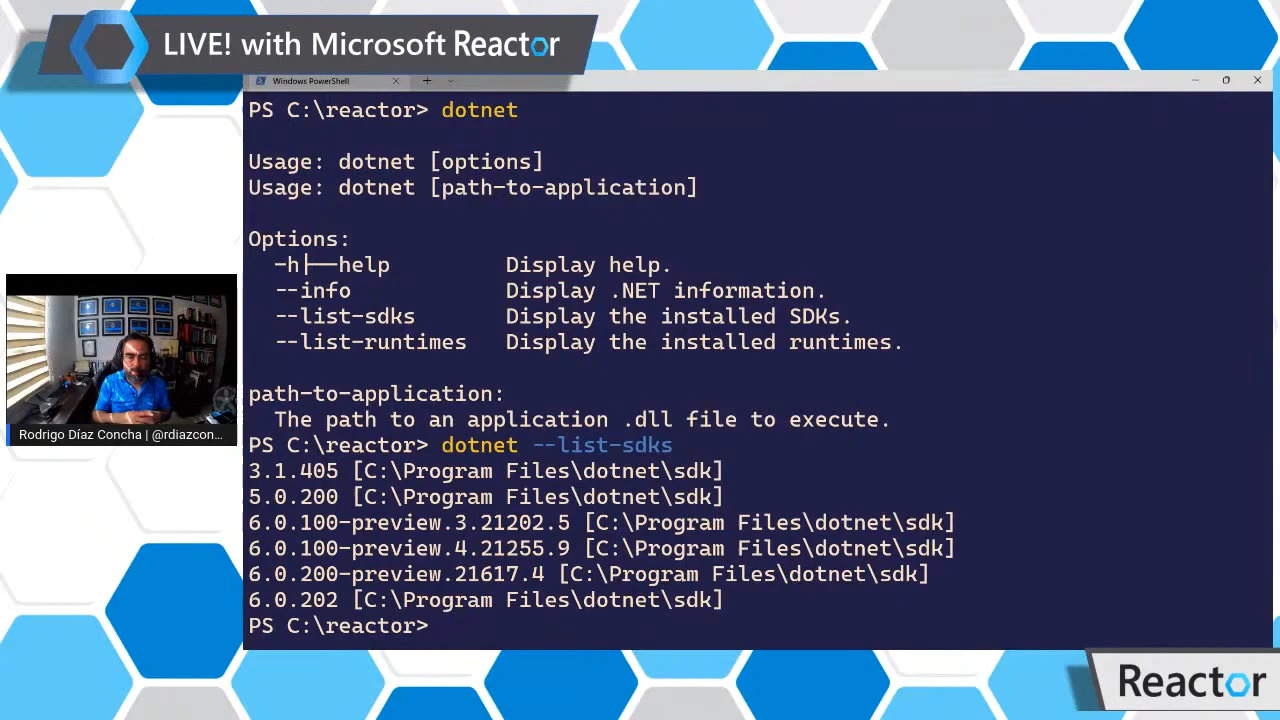 LIVE! with Microsoft Reactor
Windows PowerShell
PS C:\reactor> dotnet
Usage: dotnet [options]
Usage: dotnet [path-to-application]
Options:
-h├──help Display help.
--info Display .NET information.
--list-sdks Display the installed SDKs.
--list-runtimes Display the installed runtimes.
path-to-application:
The path to an application .dll file to execute.
PS C:\reactor> dotnet --list-sdks
3.1.405 [C:\Program Files\dotnet\sdk]
5.0.200 [C:\Program Files\dotnet\sdk]
6.0.100-preview.3.21202.5 [C:\Program Files\dotnet\sdk]
6.0.100-preview.4.21255.9 [C:\Program Files\dotnet\sdk]
6.0.200-preview.21617.4 [C:\Program Files\dotnet\sdk]
6.0.202 [C:\Program Files\dotnet\sdk]
PS C:\reactor>
Rodrigo Díaz Concha | @rdiazcon...
Reactor